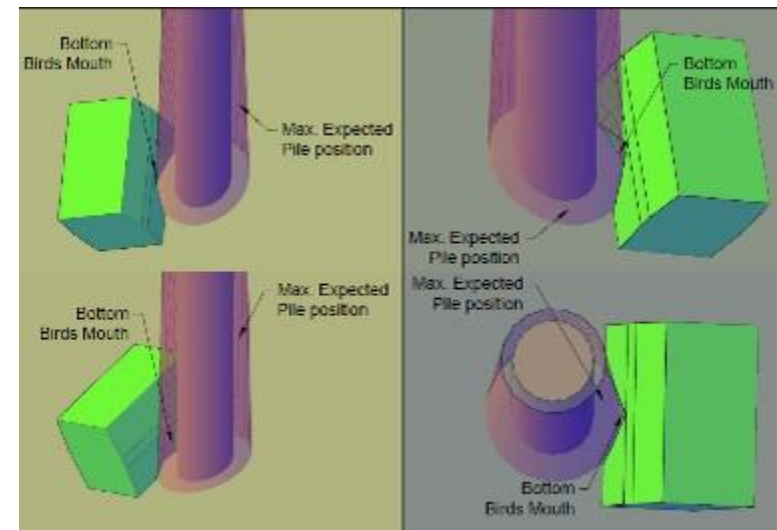 Bottom
Birds Mouth
Max. Expected
Pile position
Bottom
Birds Mouth
Max. Expected
Pile position
Bottom
Birds Mouth
Max. Expected
Pile position
Max. Expected
Pile position
Bottom
Birds Mouth